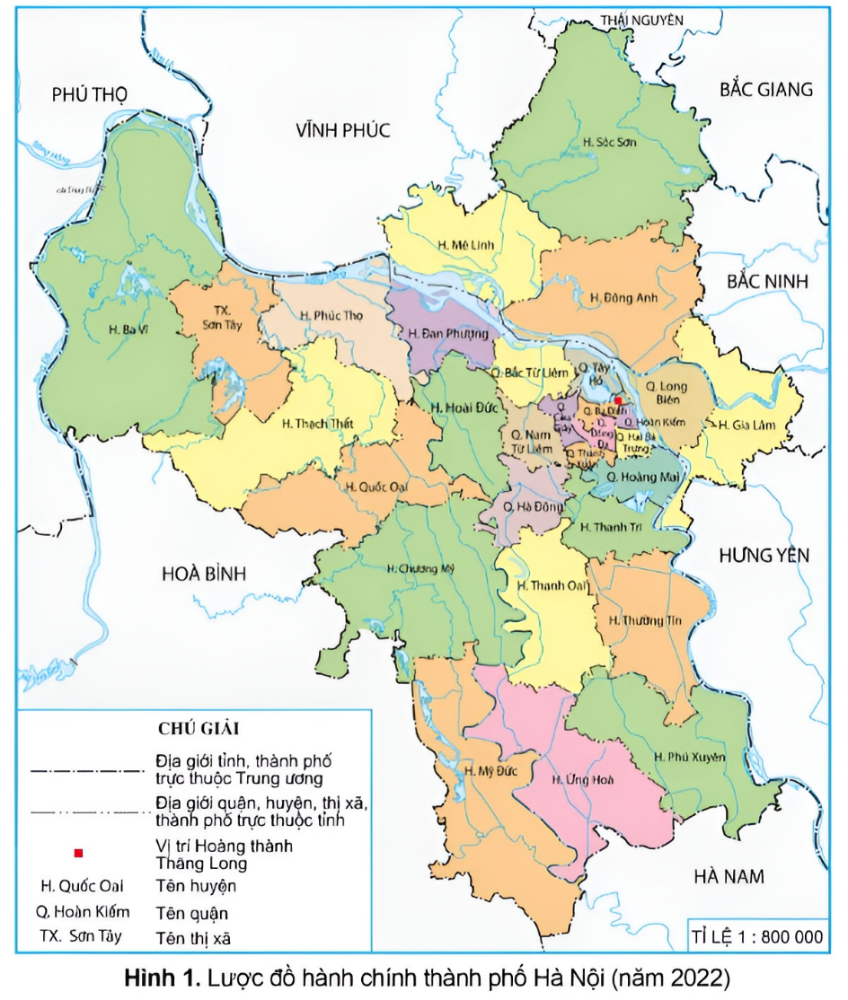 THÁI NGUYÊN
PHÚ THỌ
BẮC GIANG
VĨNH PHÚC
H. Sóc Sơn
H. Mê Linh
BẮC NINH
H. Đông Anh
TX.
Sơn Tây
H. Phúc Thọ
H. Ba Vì
H. Đan Phượng
Q. Bắc Từ Liêm
Q. Tây
Hồ
Q. Long
Biên
H. Hoài Đức
H. Thạch Thất
Q.
Cầu
Giấy
Q. Ba Đình
Q. Hoàn Kiếm
H. Gia Lâm
Q. Nam
Từ Liêm
Q.
Đống
Đa
Q. Hai Bà
Trưng
Q. Thanh
Xuân
H. Quốc Oai
Q. Hoàng Mai
Q. Hà Đông
H. Thanh Trì
HOÀ BÌNH
H. Chương Mỹ
HƯNG YÊN
H. Thanh Oai
H. Thường Tín
H. Phú Xuyên
H. Mỹ Đức
H. Ứng Hoà
HÀ NAM
CHÚ GIẢI
Địa giới tỉnh, thành phố
trực thuộc Trung ương
Địa giới quận, huyện, thị xã,
thành phố trực thuộc tỉnh
Vị trí Hoàng thành
Thăng Long
H. Quốc Oai Tên huyện
Q. Hoàn Kiếm Tên quận
TX. Sơn Tây Tên thị xã
TỈ LỆ 1 : 800 000
Hình 1. Lược đồ hành chính thành phố Hà Nội (năm 2022)